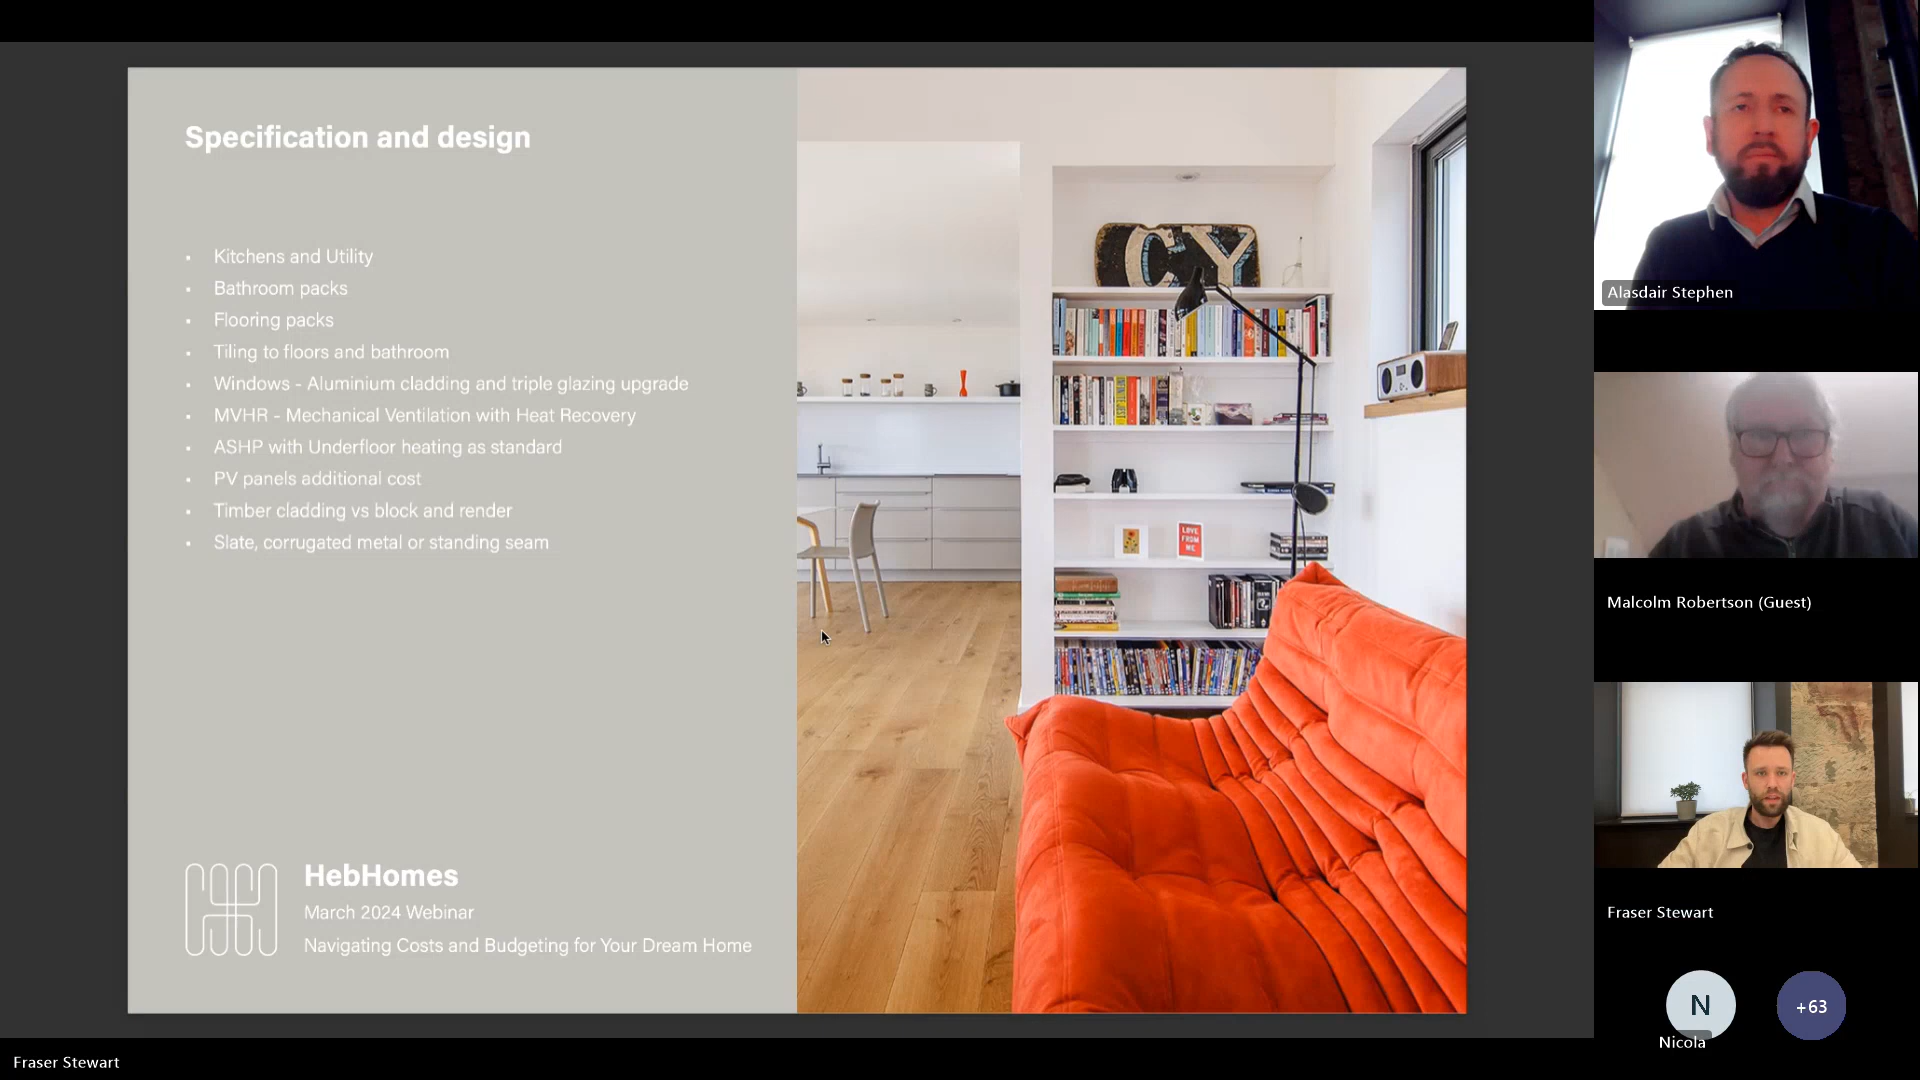 Specification and design
Kitchens and Utility
Bathroom packs
Flooring packs
Tiling to floors and bathroom
Windows - Aluminium cladding and triple glazing upgrade
MVHR - Mechanical Ventilation with Heat Recovery
ASHP with Underfloor heating as standard
PV panels additional cost
Timber cladding vs block and render
Slate, corrugated metal or standing seam
HebHomes
March 2024 Webinar
Navigating Costs and Budgeting for Your Dream Home
CY
LOVE
FROM
ME
Alasdair Stephen
Malcolm Robertson (Guest)
Fraser Stewart
N
+63
Nicola
Fraser Stewart